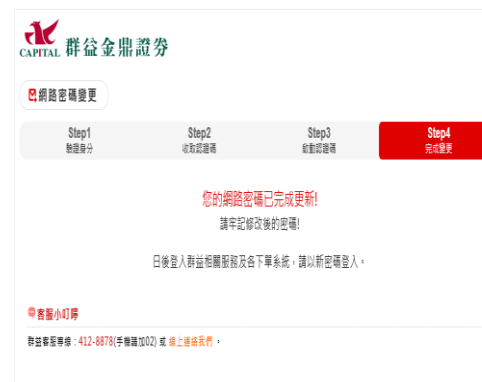 CAPITAL 群益金鼎證券
網路密碼變更
Step1 Step2 Step3 Step4
驗證身分 收取認證碼 啟動認證碼 完成變更
您的網路密碼已完成更新!
請牢記修改後的密碼!
日後登入群益相關服務及各下單系統，請以新密碼登入。
客服小叮嚀
群益客服專線：412-8878(手機請加02) 或 線上連絡我們 。